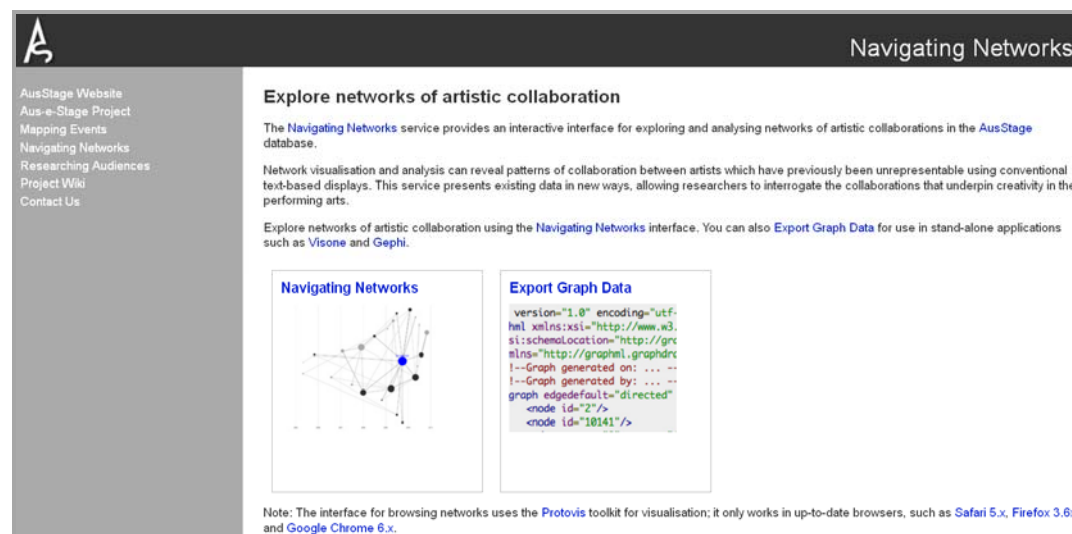 Navigating Networks
AusStage Website
Aus-e-Stage Project
Mapping Events
Navigating Networks
Researching Audiences
Project Wiki
Contact Us
Explore networks of artistic collaboration
The Navigating Networks service provides an interactive interface for exploring and analysing networks of artistic collaborations in the AusStage
database.
Network visualisation and analysis can reveal patterns of collaboration between artists which have previously been unrepresentable using conventional
text-based displays. This service presents existing data in new ways, allowing researchers to interrogate the collaborations that underpin creativity in the
performing arts.
Explore networks of artistic collaboration using the Navigating Networks interface. You can also Export Graph Data for use in stand-alone applications
such as Visone and Gephi.
Navigating Networks
Export Graph Data
version="1.0" encoding="utf-
hml xmlns:xsi="http://www.w3.
si:schemaLocation="http://gra
mlns="http://graphml.graphdra
!--Graph generated on: ... --
!--Graph generated by: ... --
graph edgedefault="directed"
<node id="2"/>
<node id="10141"/>
Note: The interface for browsing networks uses the Protovis toolkit for visualisation; it only works in up-to-date browsers, such as Safari 5.x, Firefox 3.6
and Google Chrome 6.x.